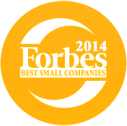 2014
Forbes
BEST SMALL COMPANIES